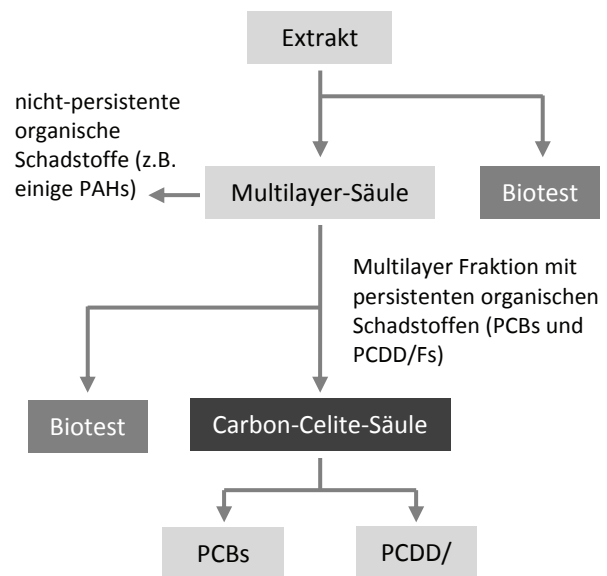 Extrakt
nicht-persistente
organische
Schadstoffe (z.B.
einige PAHs)
Multilayer-Säule
Biotest
Multilayer Fraktion mit
persistenten organischen
Schadstoffen (PCBs und
PCDD/Fs)
Biotest
Carbon-Celite-Säule
PCBs
PCDD/